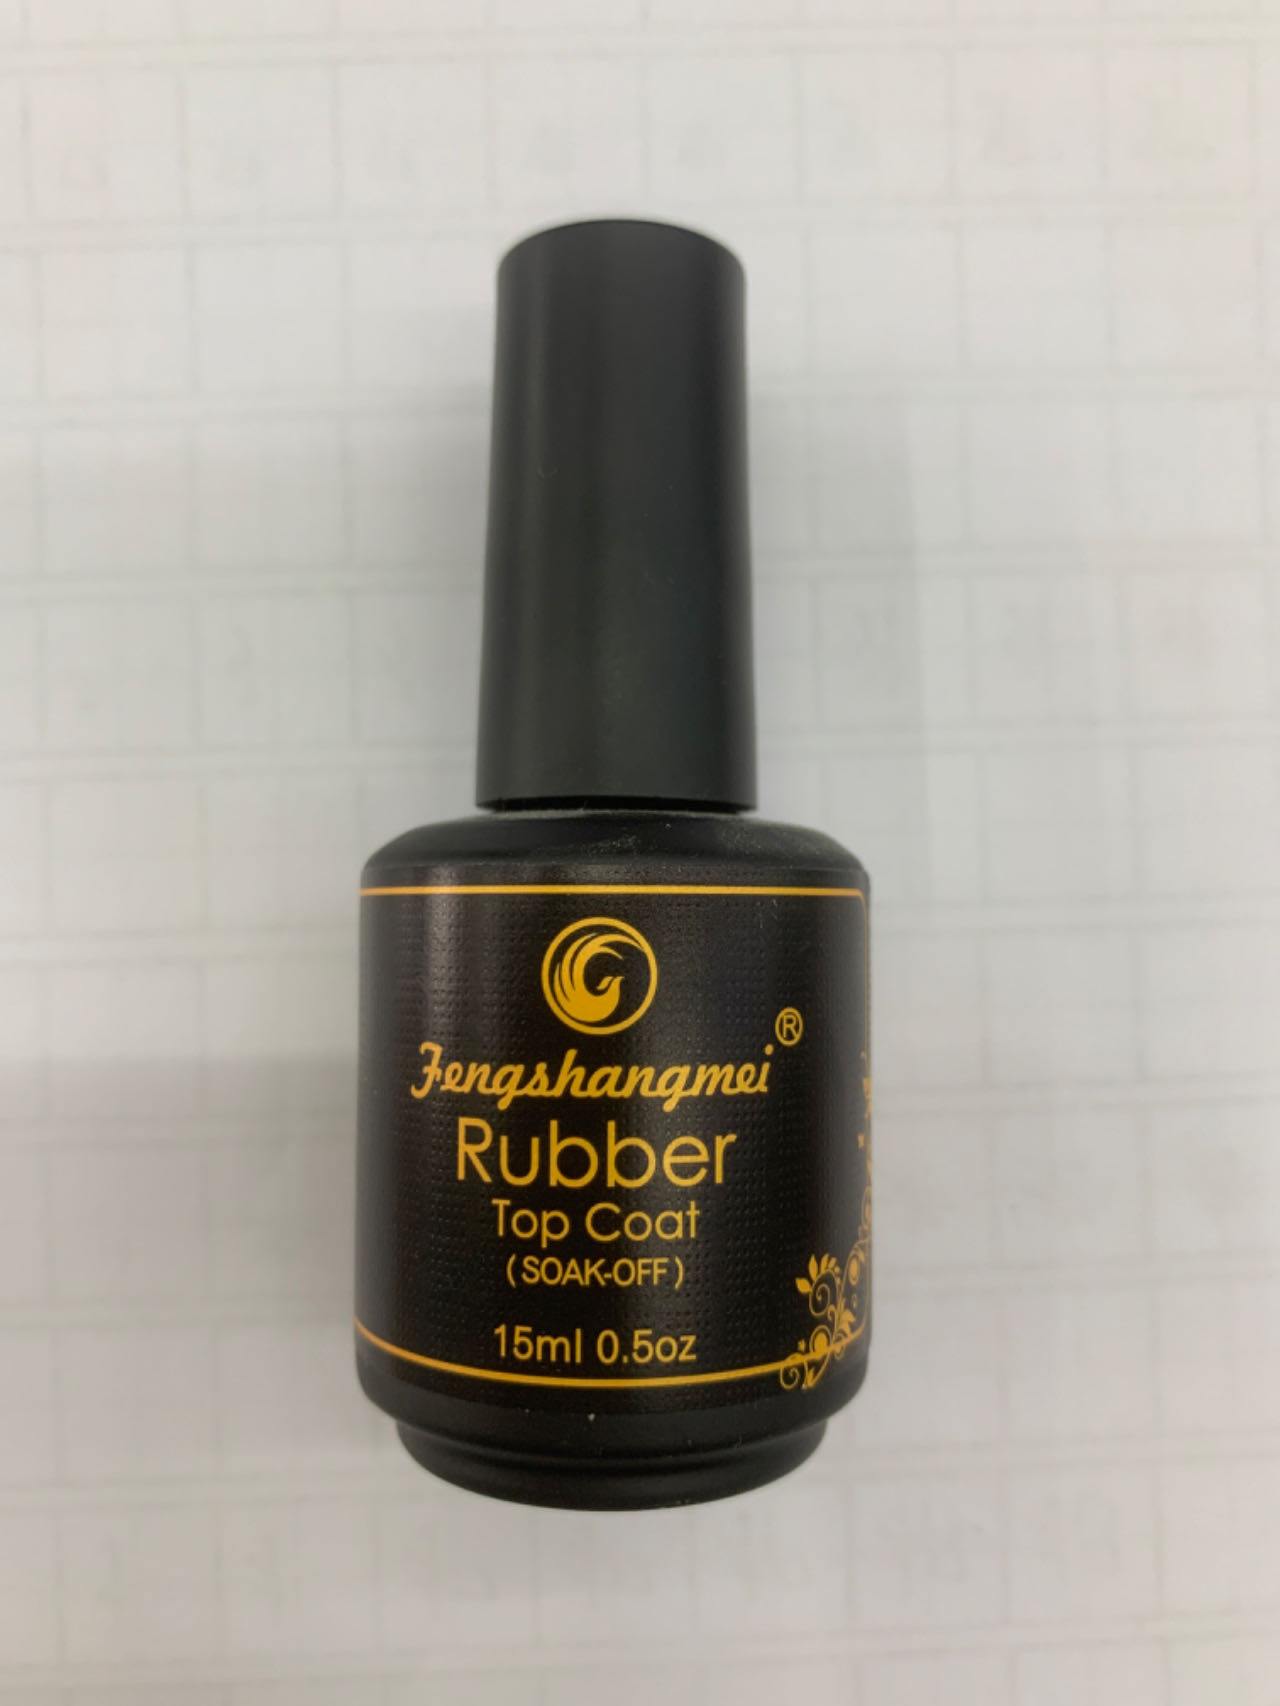 Fengshangmei®
Rubber
Top Coat
(SOAK-OFF)
15ml 0.5oz